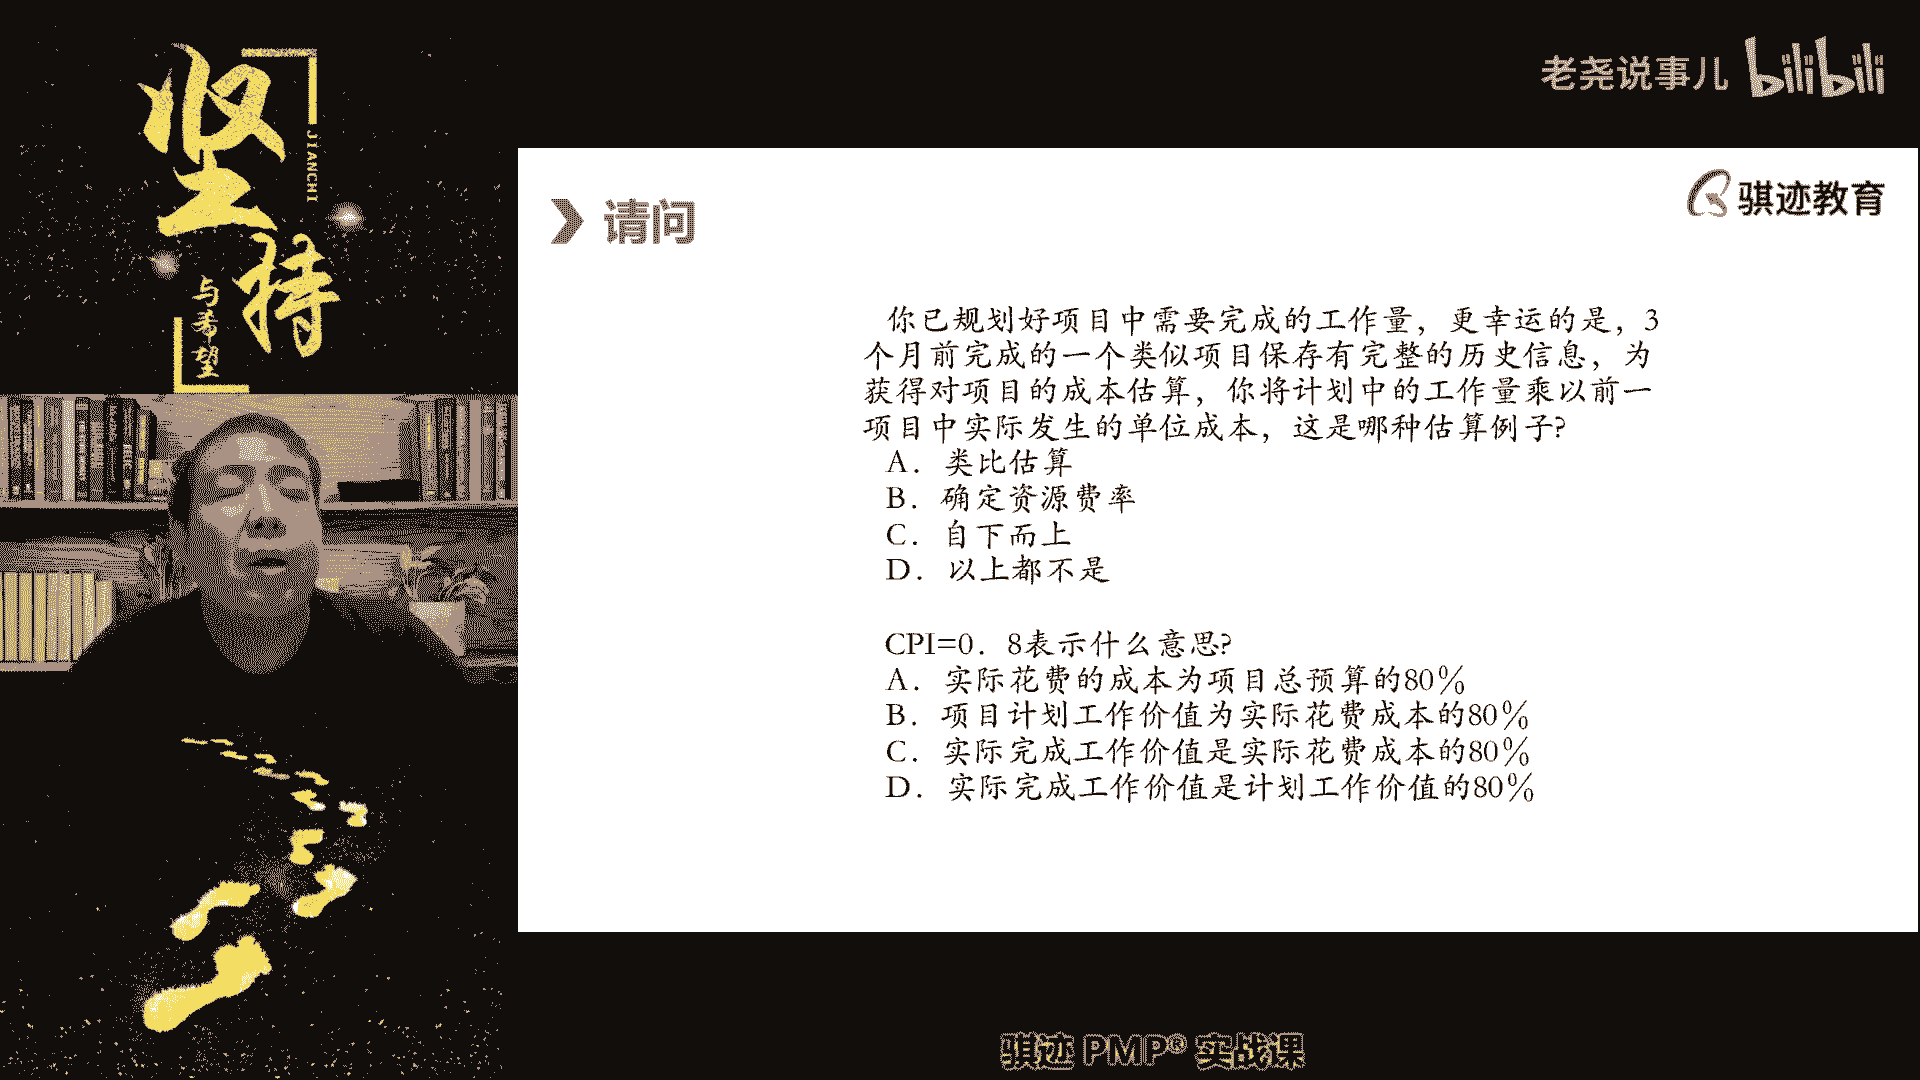 坚持
JIANCHI
与希望
老尧说事儿 bilibili
骐迹教育
请问
你已规划好项目中需要完成的工作量，更幸运的是，3
个月前完成的一个类似项目保存有完整的历史信息，为
获得对项目的成本估算，你将计划中的工作量乘以前一
项目中实际发生的单位成本，这是哪种估算例子?
A．类比估算
B．确定资源费率
C．自下而上
D．以上都不是
CPI=0．8表示什么意思?
A．实际花费的成本为项目总预算的80%
B．项目计划工作价值为实际花费成本的80%
C．实际完成工作价值是实际花费成本的80%
D．实际完成工作价值是计划工作价值的80%
骐迹 PMP® 实战课